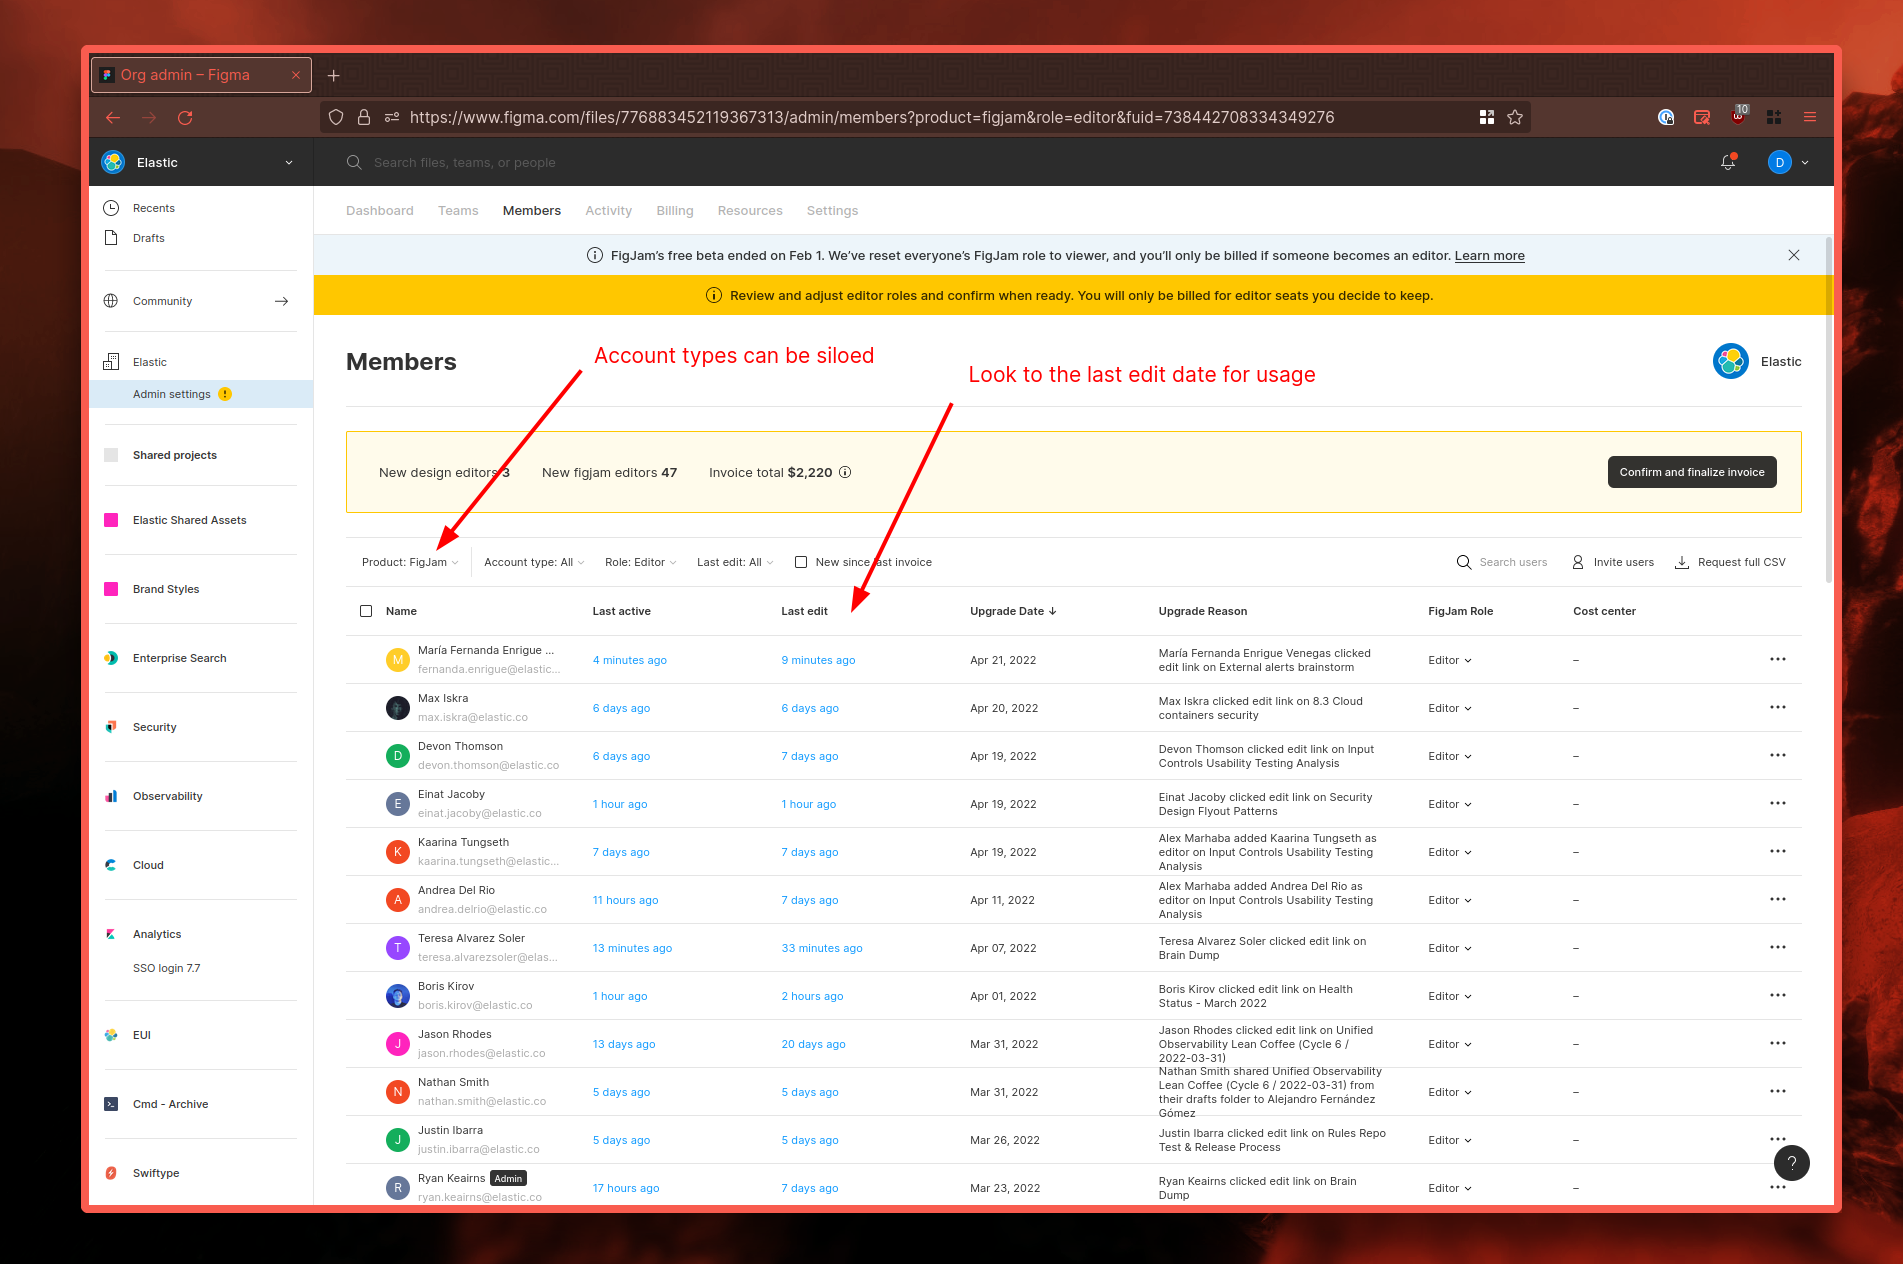 Org admin – Figma
https://www.figma.com/files/776883452119367313/admin/members?product=figjam&role=editor&fuid=738442708334349276
10
Elastic
Search files, teams, or people
D
Recents
Drafts
Community
Elastic
Admin settings
Shared projects
Elastic Shared Assets
Brand Styles
Enterprise Search
Security
Observability
Cloud
Analytics
SSO login 7.7
EUI
Cmd - Archive
Swiftype
Dashboard Teams Members Activity Billing Resources Settings
FigJam’s free beta ended on Feb 1. We’ve reset everyone’s FigJam role to viewer, and you’ll only be billed if someone becomes an editor. Learn more
Review and adjust editor roles and confirm when ready. You will only be billed for editor seats you decide to keep.
Members
Account types can be siloed
Look to the last edit date for usage
Elastic
New design editors 3 New figjam editors 47 Invoice total $2,220
Confirm and finalize invoice
Product: FigJam Account type: All Role: Editor Last edit: All New since last invoice Search users Invite users Request full CSV
Name Last active Last edit Upgrade Date ↓ Upgrade Reason FigJam Role Cost center
M María Fernanda Enrigue ...
fernanda.enrigue@elastic...
4 minutes ago 9 minutes ago Apr 21, 2022
María Fernanda Enrigue Venegas clicked
edit link on External alerts brainstorm
Editor –
Max Iskra
max.iskra@elastic.co
6 days ago 6 days ago Apr 20, 2022
Max Iskra clicked edit link on 8.3 Cloud
containers security
Editor –
D Devon Thomson
devon.thomson@elastic.co
6 days ago 7 days ago Apr 19, 2022
Devon Thomson clicked edit link on Input
Controls Usability Testing Analysis
Editor –
E Einat Jacoby
einat.jacoby@elastic.co
1 hour ago 1 hour ago Apr 19, 2022
Einat Jacoby clicked edit link on Security
Design Flyout Patterns
Editor –
K Kaarina Tungseth
kaarina.tungseth@elastic...
7 days ago 7 days ago Apr 19, 2022
Alex Marhaba added Kaarina Tungseth as
editor on Input Controls Usability Testing
Analysis
Editor –
A Andrea Del Rio
andrea.delrio@elastic.co
11 hours ago 7 days ago Apr 11, 2022
Alex Marhaba added Andrea Del Rio as
editor on Input Controls Usability Testing
Analysis
Editor –
T Teresa Alvarez Soler
teresa.alvarezsoler@elas...
13 minutes ago 33 minutes ago Apr 07, 2022
Teresa Alvarez Soler clicked edit link on
Brain Dump
Editor –
Boris Kirov
boris.kirov@elastic.co
1 hour ago 2 hours ago Apr 01, 2022
Boris Kirov clicked edit link on Health
Status - March 2022
Editor –
J Jason Rhodes
jason.rhodes@elastic.co
13 days ago 20 days ago Mar 31, 2022
Jason Rhodes clicked edit link on Unified
Observability Lean Coffee (Cycle 6 /
2022-03-31)
Editor –
N Nathan Smith
nathan.smith@elastic.co
5 days ago 5 days ago Mar 31, 2022
Nathan Smith shared Unified Observability
Lean Coffee (Cycle 6 / 2022-03-31) from
their drafts folder to Alejandro Fernández
Gómez
Editor –
J Justin Ibarra
justin.ibarra@elastic.co
5 days ago 5 days ago Mar 26, 2022
Justin Ibarra clicked edit link on Rules Repo
Test & Release Process
Editor –
R Ryan Keairns Admin
ryan.keairns@elastic.co
17 hours ago 7 days ago Mar 23, 2022
Ryan Keairns clicked edit link on Brain
Dump
Editor –
?